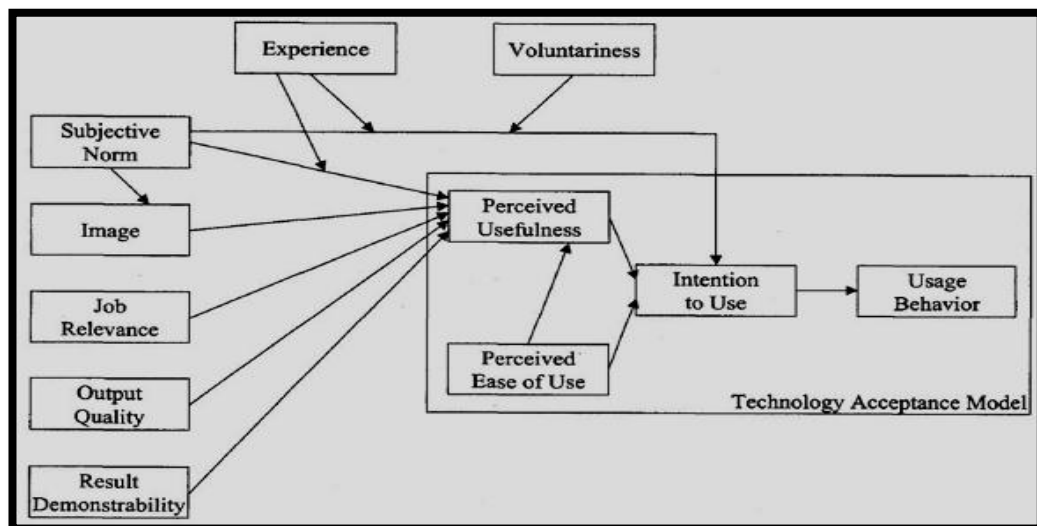 Experience
Voluntariness
Subjective
Norm
Image
Job
Relevance
Output
Quality
Result
Demonstrability
Perceived
Usefulness
Perceived
Ease of Use
Intention
to Use
Usage
Behavior
Technology Acceptance Model